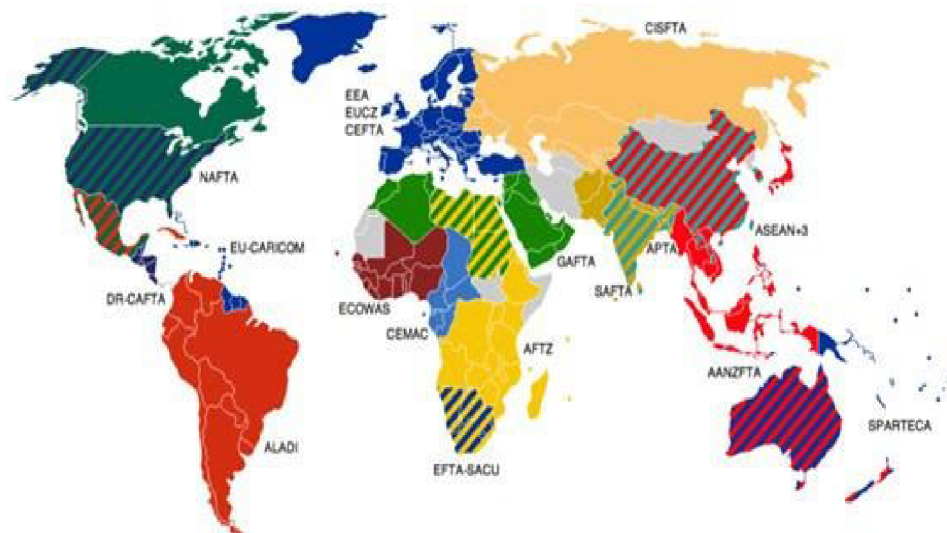 CISFTA
EEA
EUCZ
CEFTA
NAFTA
EU-CARICOM
DR-CAFTA
ECOWAS
CEMAC
GAFTA
APTA
ASEAN+3
SAFTA
AFTZ
AANZFTA
SPARTECA
ALADI
EFTA-SACU